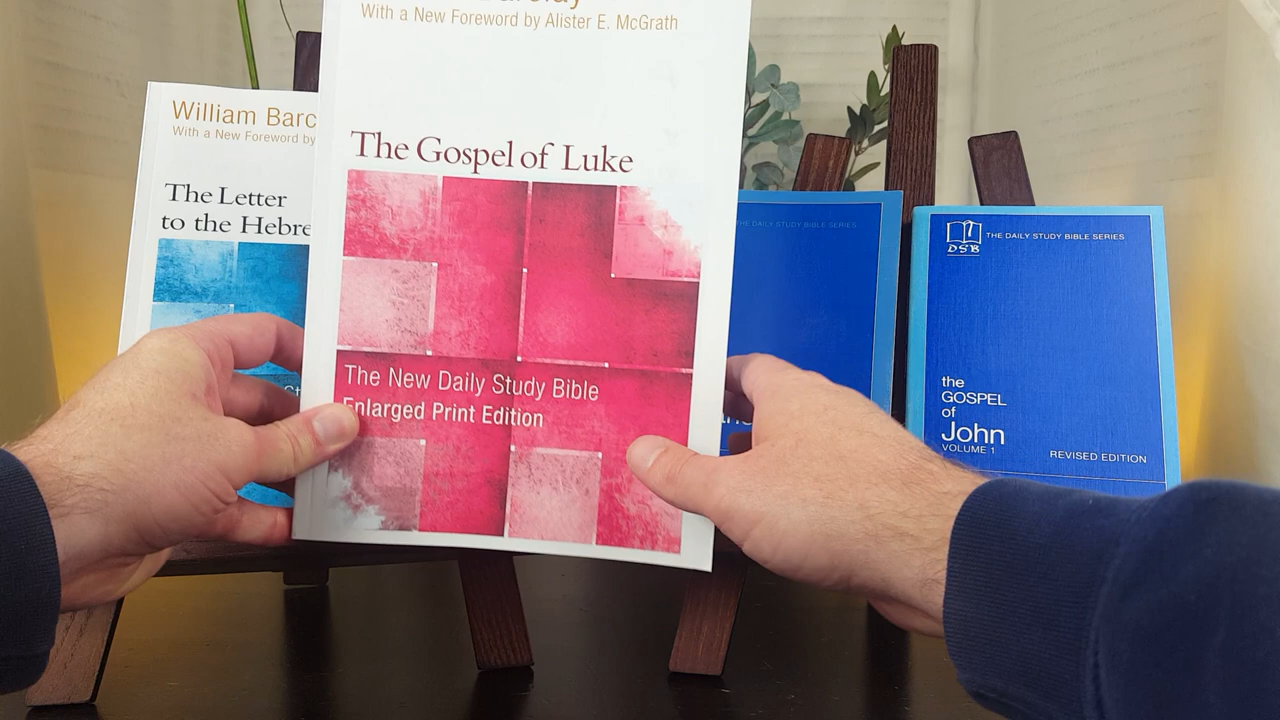 With a New Foreword by Alister E. McGrath
The Gospel of Luke
The New Daily Study Bible
Enlarged Print Edition
William Barc
With a New Foreword by
The Letter
to the Hebre
THE DAILY STUDY BIBLE SERIES
DSB
THE DAILY STUDY BIBLE SERIES
the
GOSPEL
of
John
VOLUME 1
REVISED EDITION